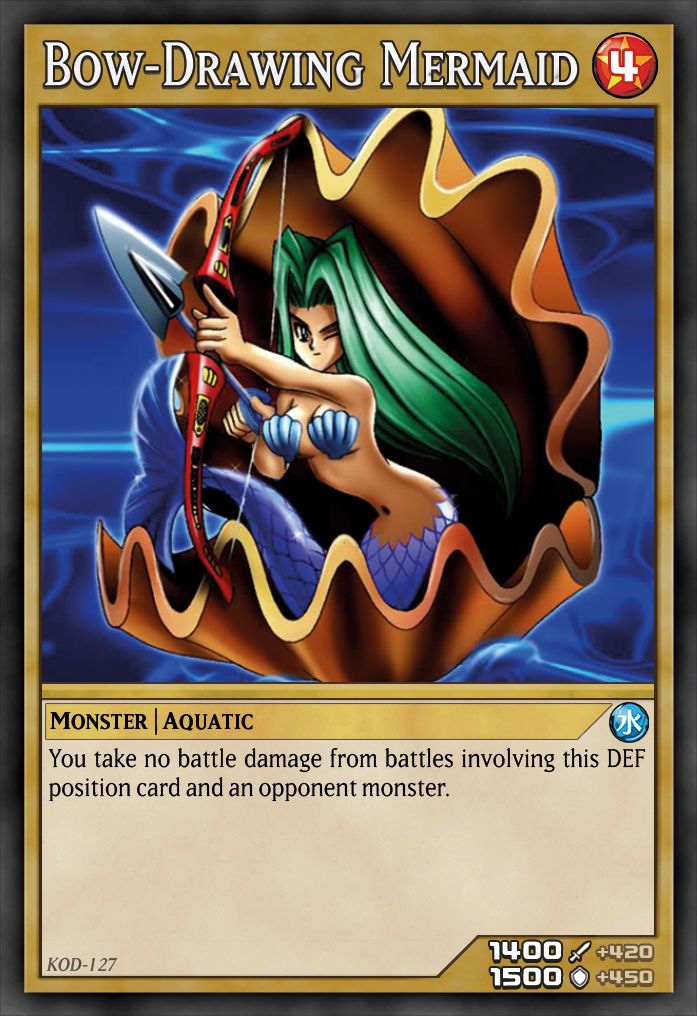 Bow-Drawing Mermaid 4
Monster | Aquatic 水
You take no battle damage from battles involving this DEF
position card and an opponent monster.
KOD-127
1400 +420
1500 +450